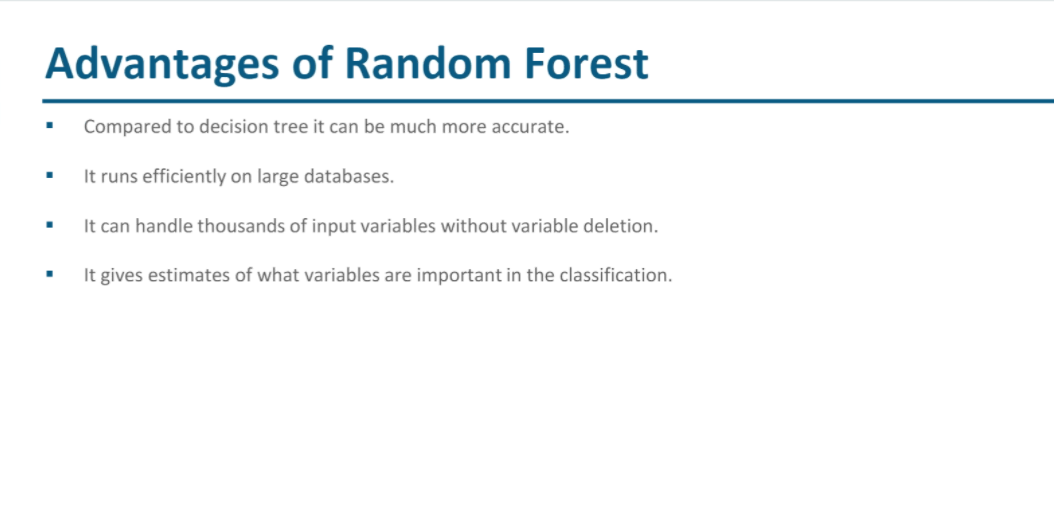 Advantages of Random Forest
▪ Compared to decision tree it can be much more accurate.
▪ It runs efficiently on large databases.
▪ It can handle thousands of input variables without variable deletion.
▪ It gives estimates of what variables are important in the classification.